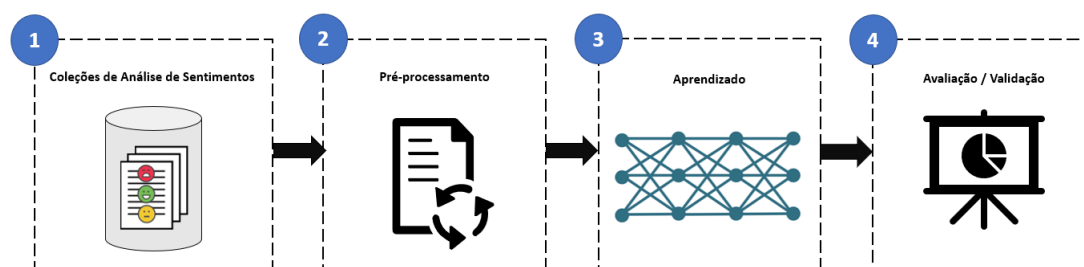 1
Coleções de Análise de Sentimentos
2
Pré-processamento
3
Aprendizado
4
Avaliação / Validação